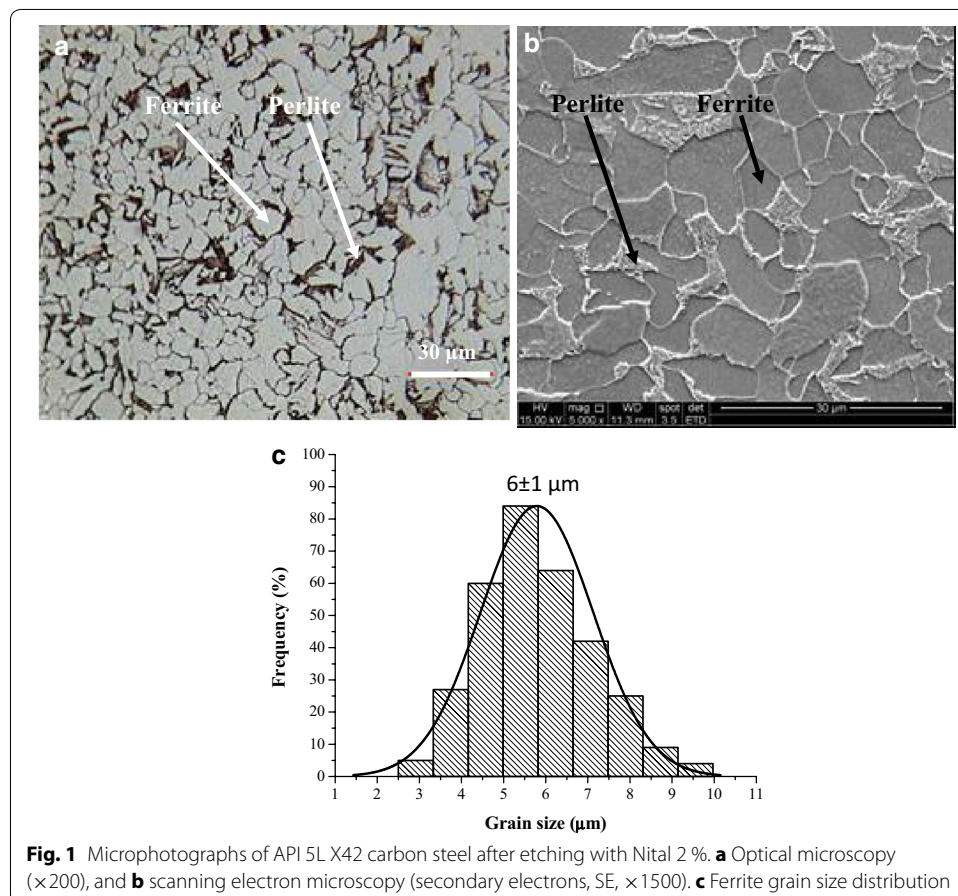 a
Ferrite Perlite
30 µm
b
Perlite Ferrite
HV mag WD spot det
15.00 kV 5.000 x 11.3 mm 3.5 ETD
30 µm
c
6±1 µm
100
90
80
70
60
50
40
30
20
10
0
Frequency (%)
1 2 3 4 5 6 7 8 9 10 11
Grain size (µm)
Fig. 1 Microphotographs of API 5L X42 carbon steel after etching with Nital 2 %. a Optical microscopy
(×200), and b scanning electron microscopy (secondary electrons, SE, ×1500). c Ferrite grain size distribution